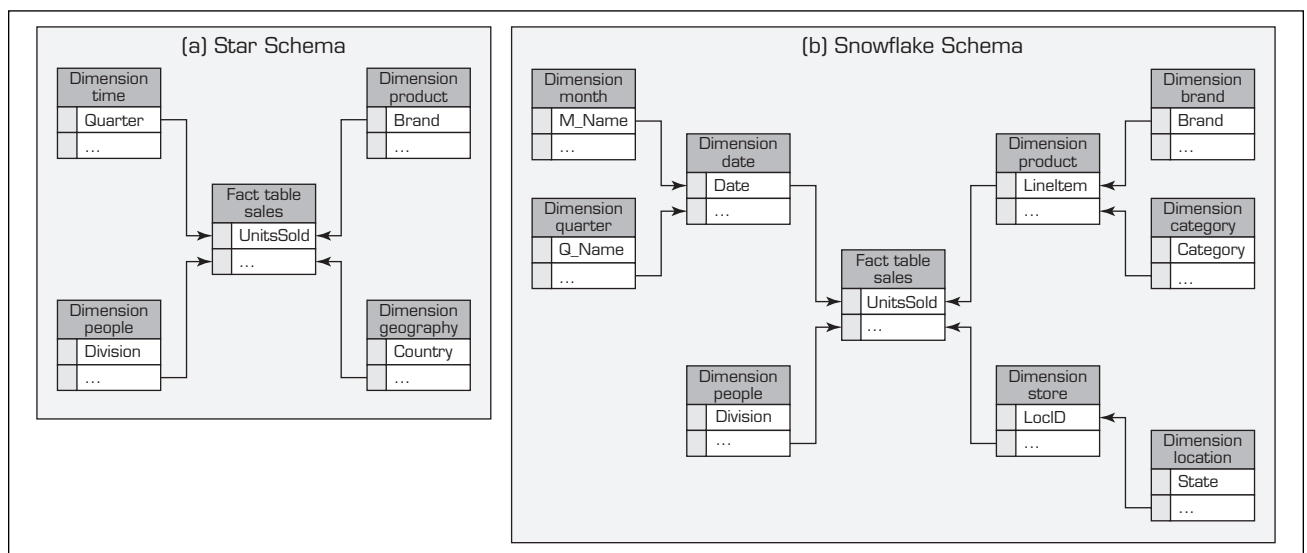 (a) Star Schema
Dimension
time
Quarter
...
Dimension
product
Brand
...
Fact table
sales
UnitsSold
...
Dimension
people
Division
...
Dimension
geography
Country
...
(b) Snowflake Schema
Dimension
month
M_Name
...
Dimension
quarter
Q_Name
...
Dimension
date
Date
...
Dimension
product
LineItem
...
Dimension
brand
Brand
...
Dimension
category
Category
...
Fact table
sales
UnitsSold
...
Dimension
people
Division
...
Dimension
store
LocID
...
Dimension
location
State
...